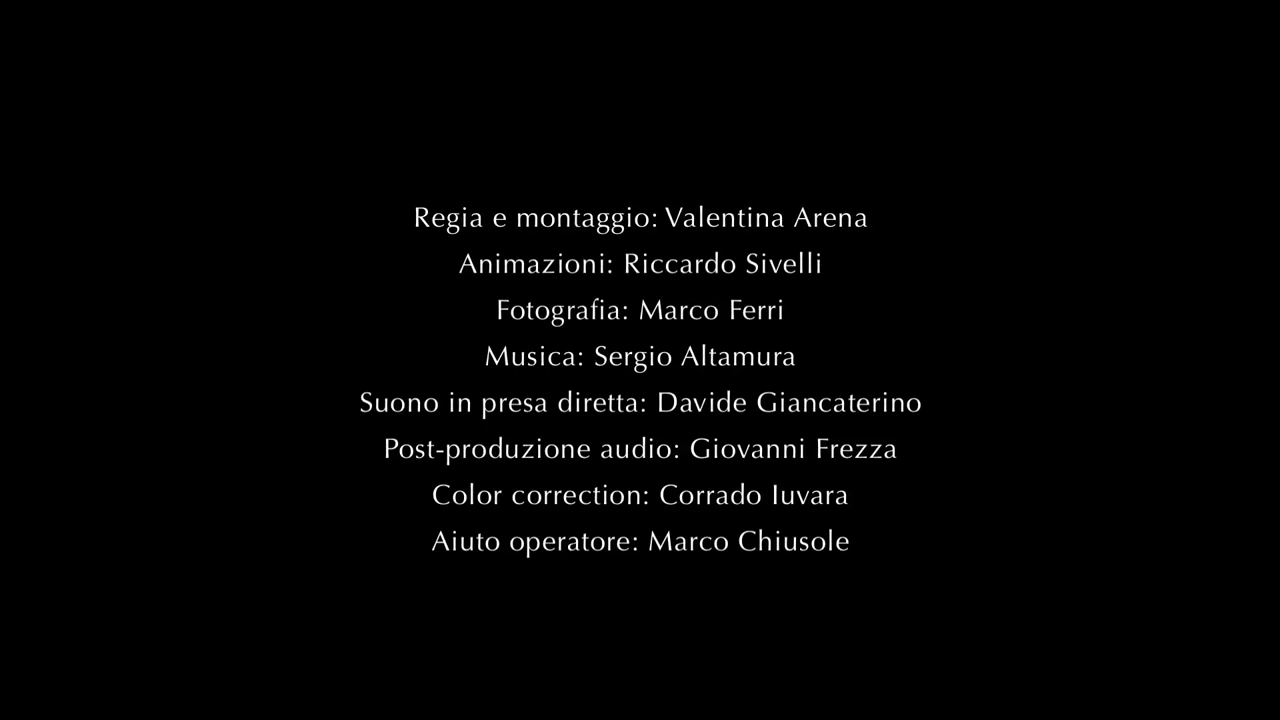 Regia e montaggio: Valentina Arena
Animazioni: Riccardo Sivelli
Fotografia: Marco Ferri
Musica: Sergio Altamura
Suono in presa diretta: Davide Giancaterino
Post-produzione audio: Giovanni Frezza
Color correction: Corrado Iuvara
Aiuto operatore: Marco Chiusole